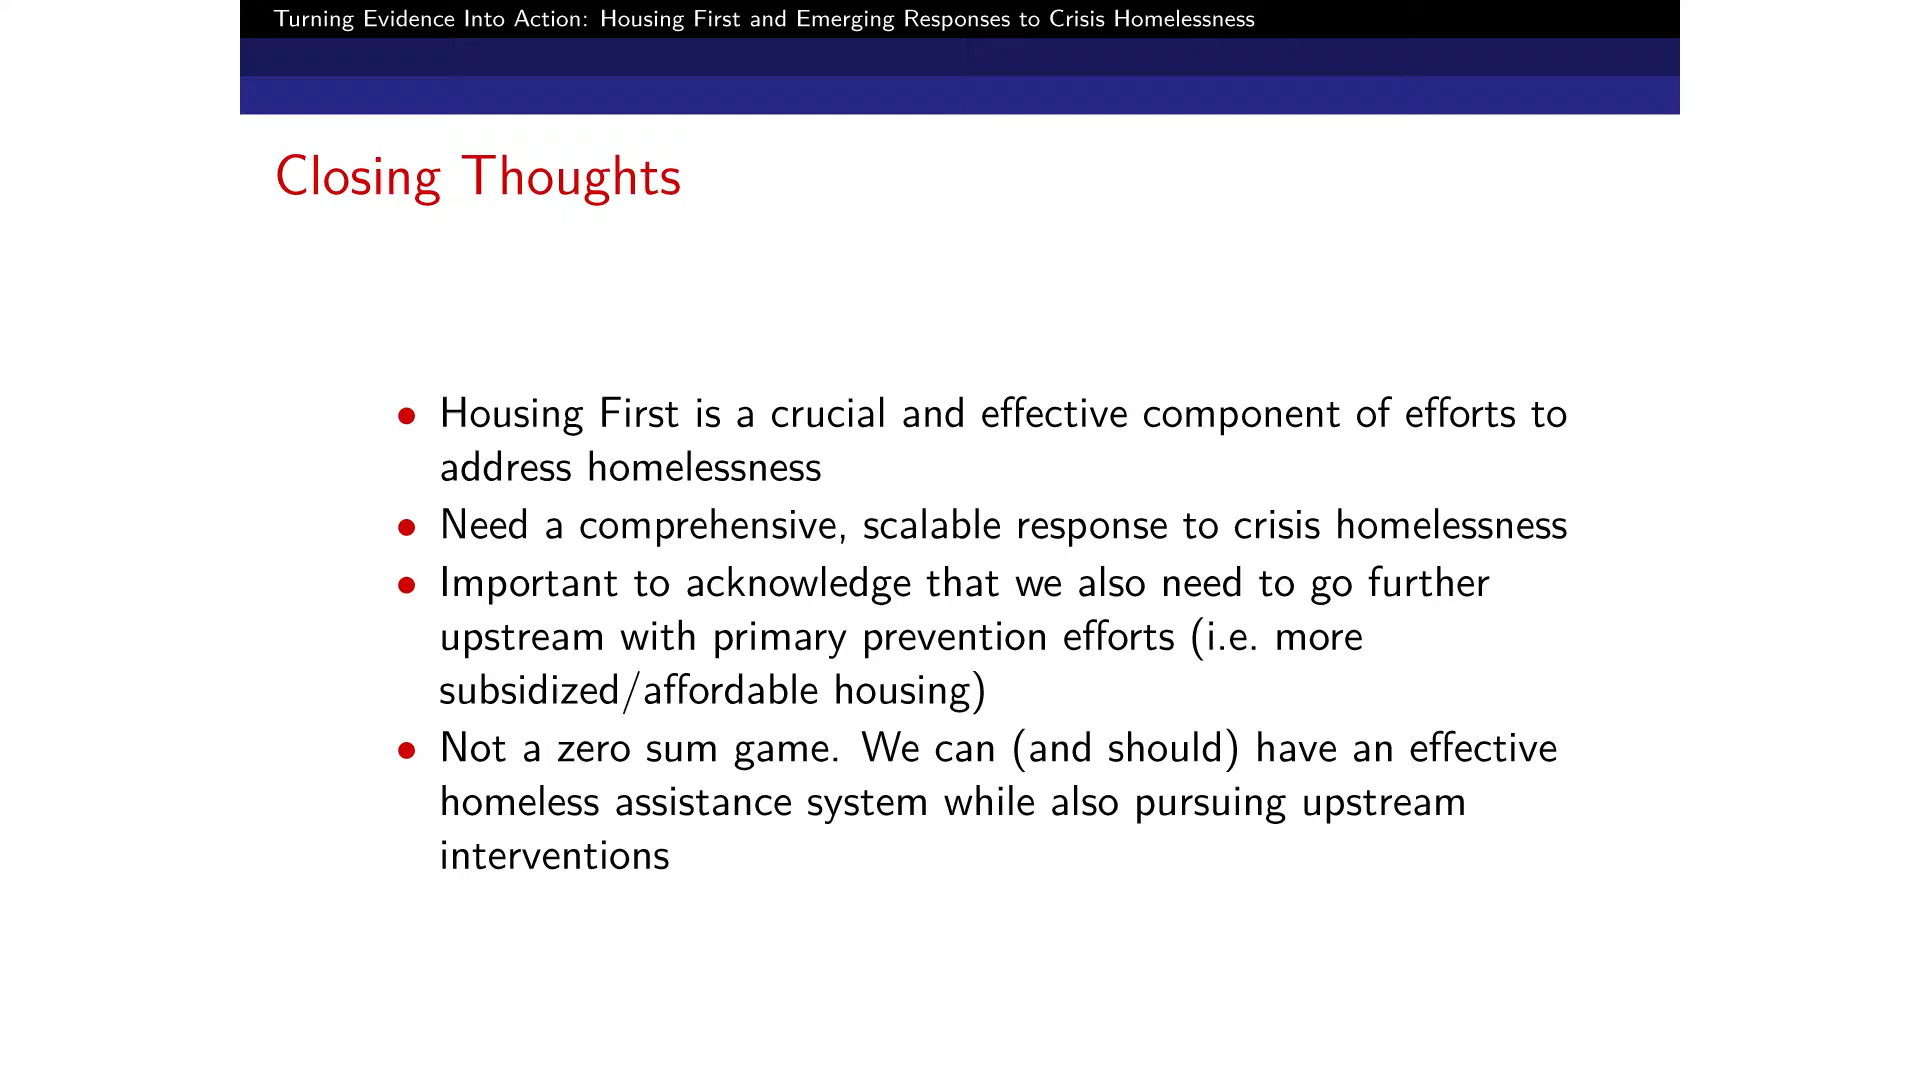 Turning Evidence Into Action: Housing First and Emerging Responses to Crisis Homelessness
Closing Thoughts
• Housing First is a crucial and effective component of efforts to
address homelessness
• Need a comprehensive, scalable response to crisis homelessness
• Important to acknowledge that we also need to go further
upstream with primary prevention efforts (i.e. more
subsidized/affordable housing)
• Not a zero sum game. We can (and should) have an effective
homeless assistance system while also pursuing upstream
interventions